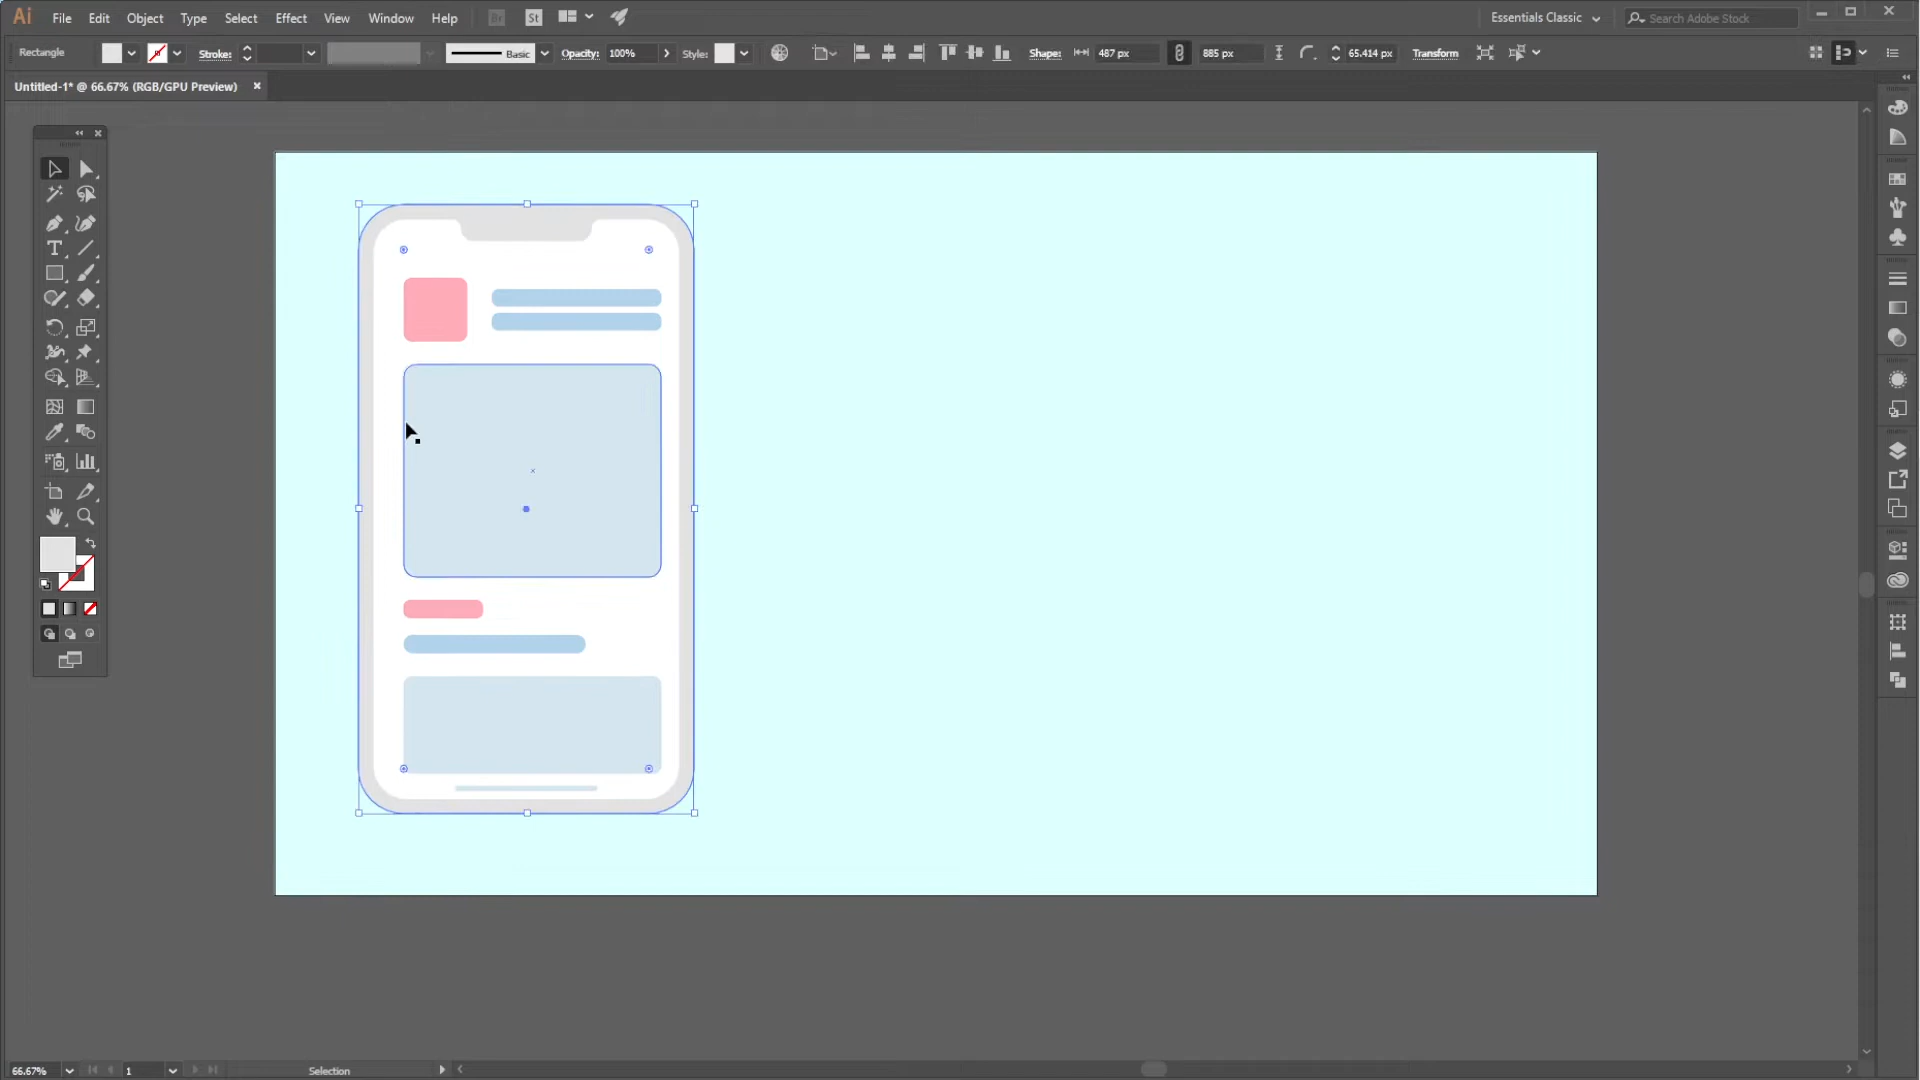 Ai File Edit Object Type Select Effect View Window Help Br St Essentials Classic Search Adobe Stock
Rectangle Stroke: Basic Opacity: 100% Style: Shape: 487 px 885 px 65.414 px Transform
Untitled-1* @ 66.67% (RGB/GPU Preview)
66.67% 1 Selection